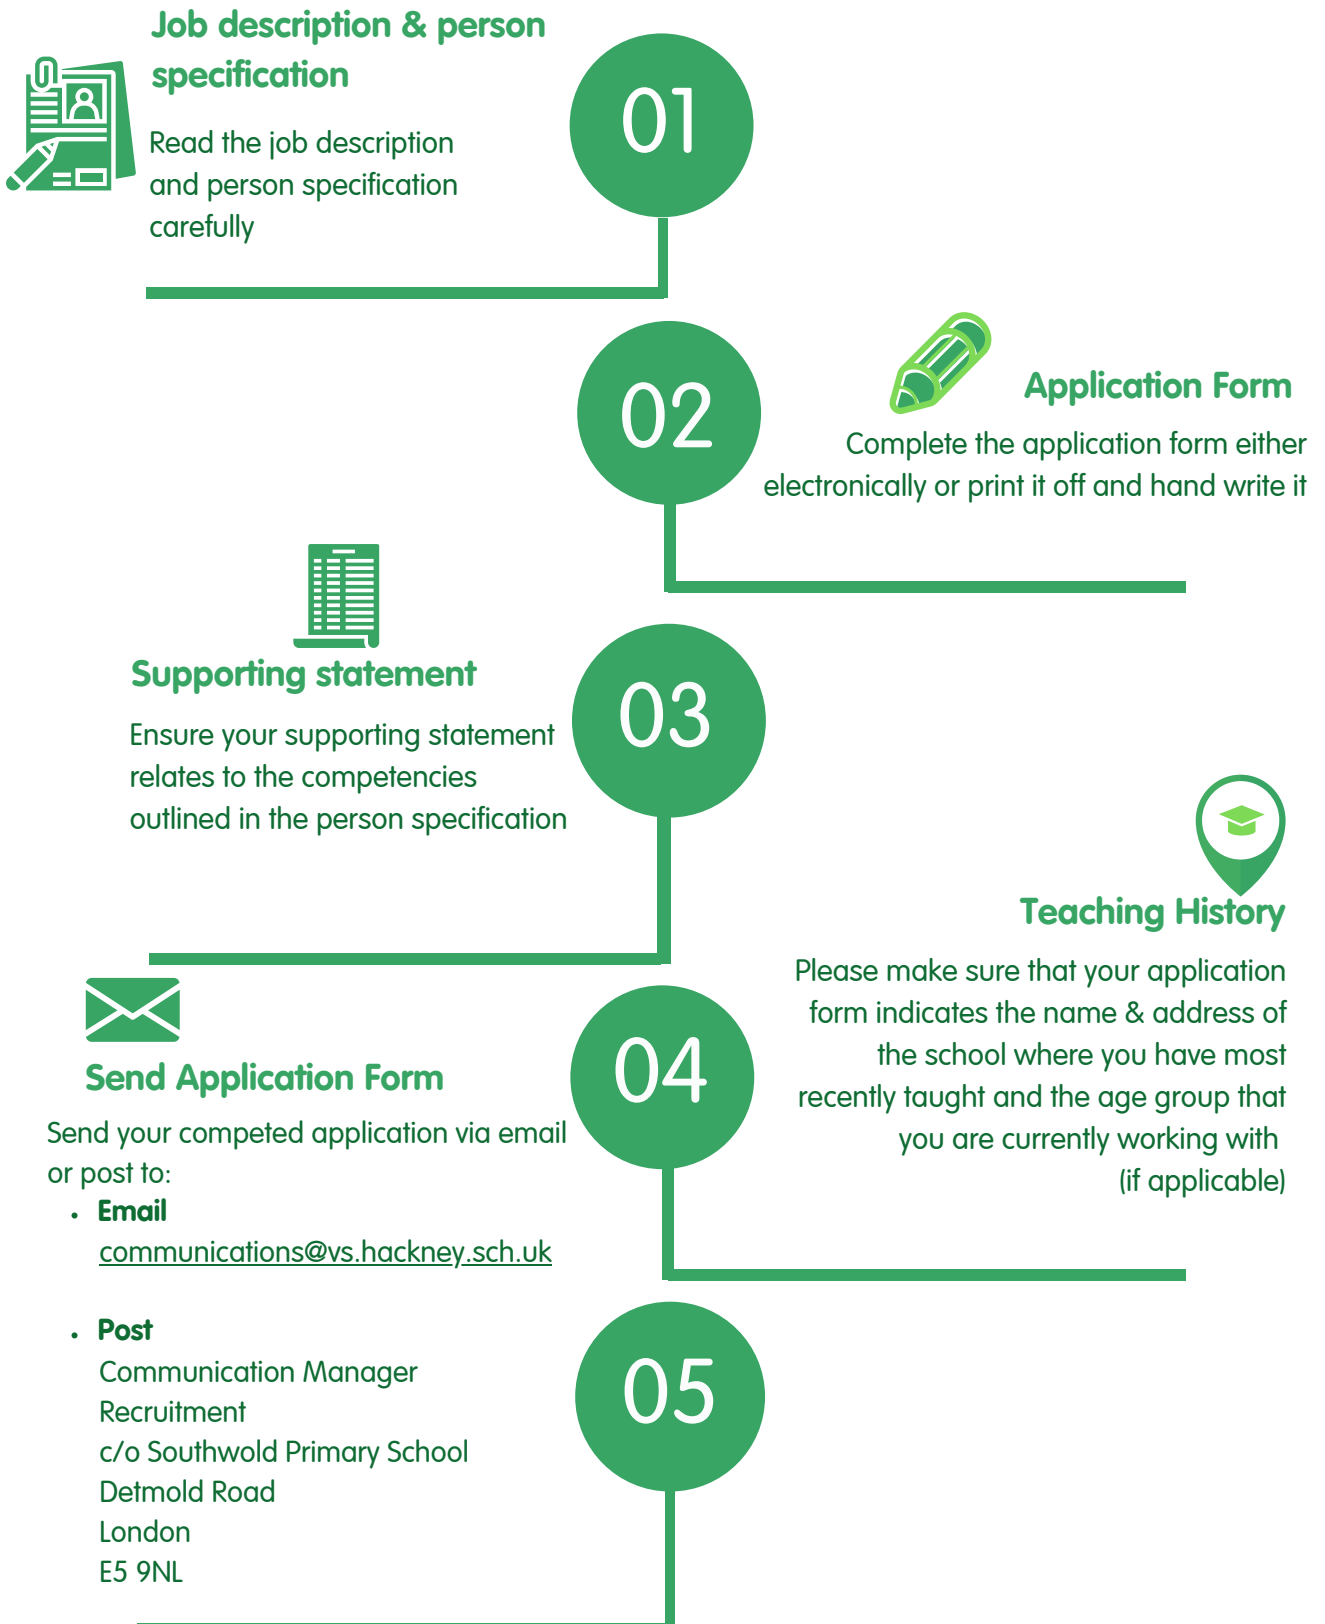 Job description & person
specification
Read the job description
and person specification
carefully
01
02
Application Form
Complete the application form either
electronically or print it off and hand write it
Supporting statement
Ensure your supporting statement
relates to the competencies
outlined in the person specification
03
Teaching History
Please make sure that your application
form indicates the name & address of
the school where you have most
recently taught and the age group that
you are currently working with
(if applicable)
04
Send Application Form
Send your competed application via email
or post to:
• Email
communications@vs.hackney.sch.uk
• Post
Communication Manager
Recruitment
c/o Southwold Primary School
Detmold Road
London
E5 9NL
05